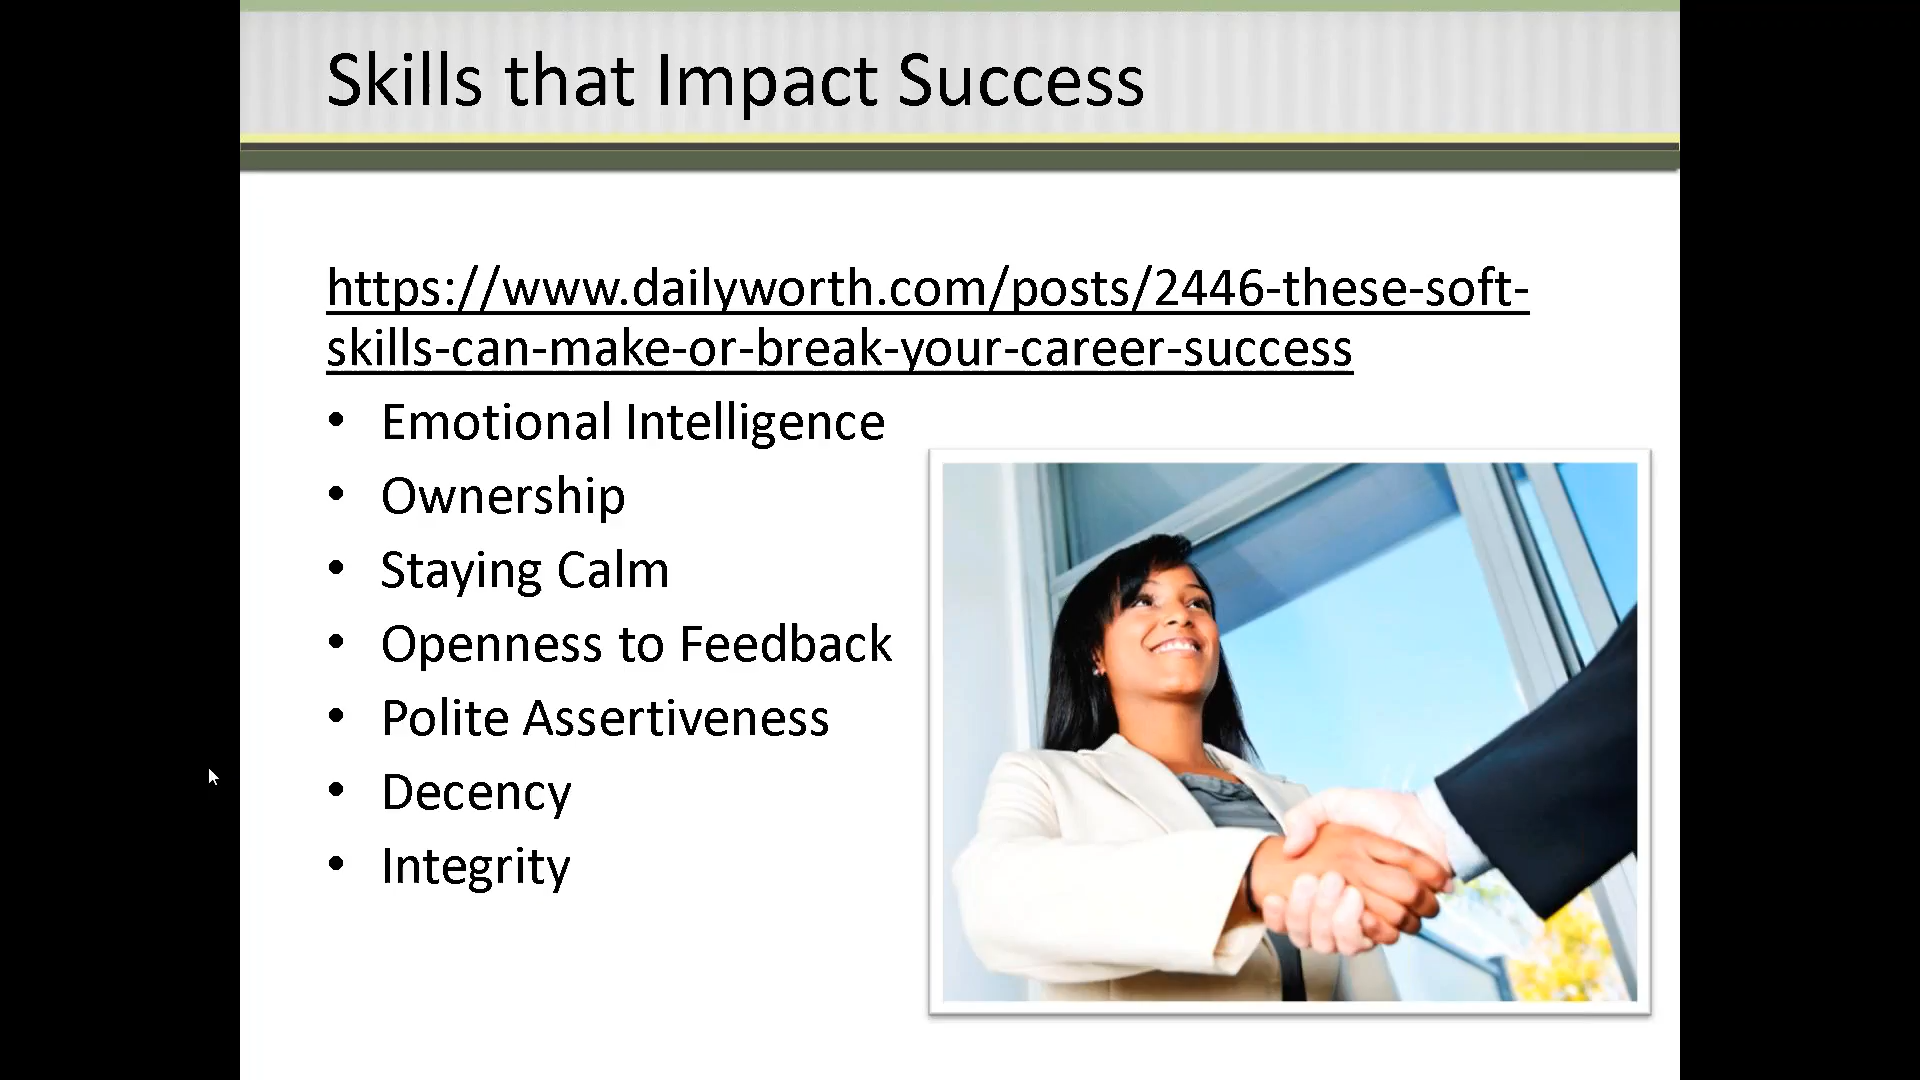 Skills that Impact Success
https://www.dailyworth.com/posts/2446-these-soft-
skills-can-make-or-break-your-career-success
• Emotional Intelligence
• Ownership
• Staying Calm
• Openness to Feedback
• Polite Assertiveness
• Decency
• Integrity